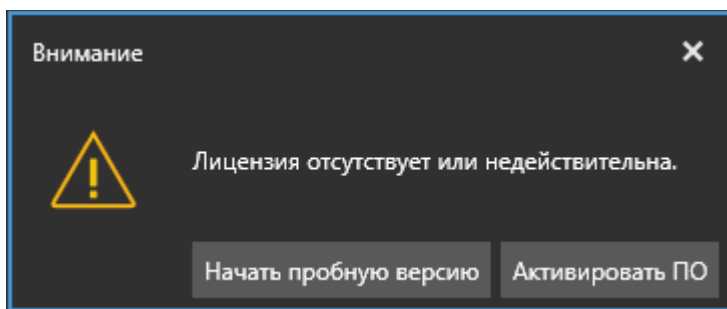 Внимание
Лицензия отсутствует или недействительна.
Начать пробную версию Активировать ПО